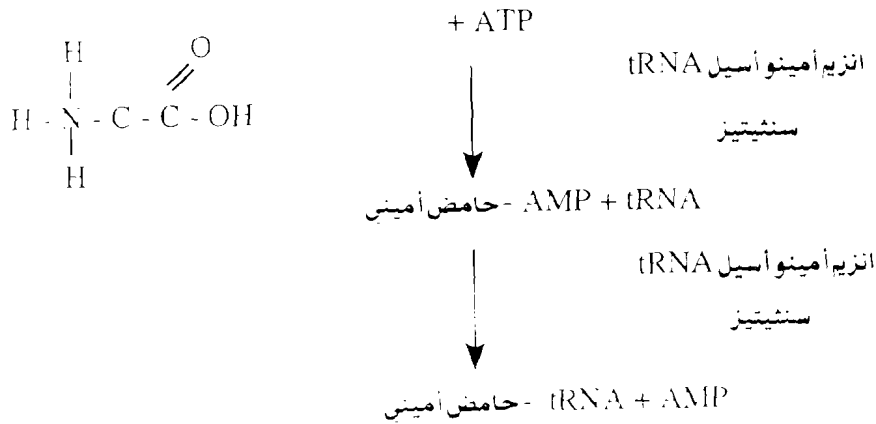 + ATP
H O
H - N - C - C - OH
H
انزيم أمينو أسيل tRNA
سنثيتيز
حامض أميني - AMP + tRNA
انزيم أمينو أسيل tRNA
سنثيتيز
حامض أميني - tRNA + AMP